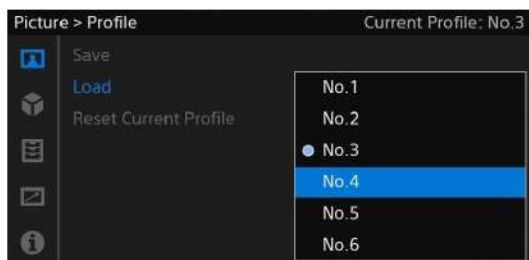 Picture > Profile
Current Profile: No.3
Save
Load
Reset Current Profile
No.1
No.2
No.3
No.4
No.5
No.6